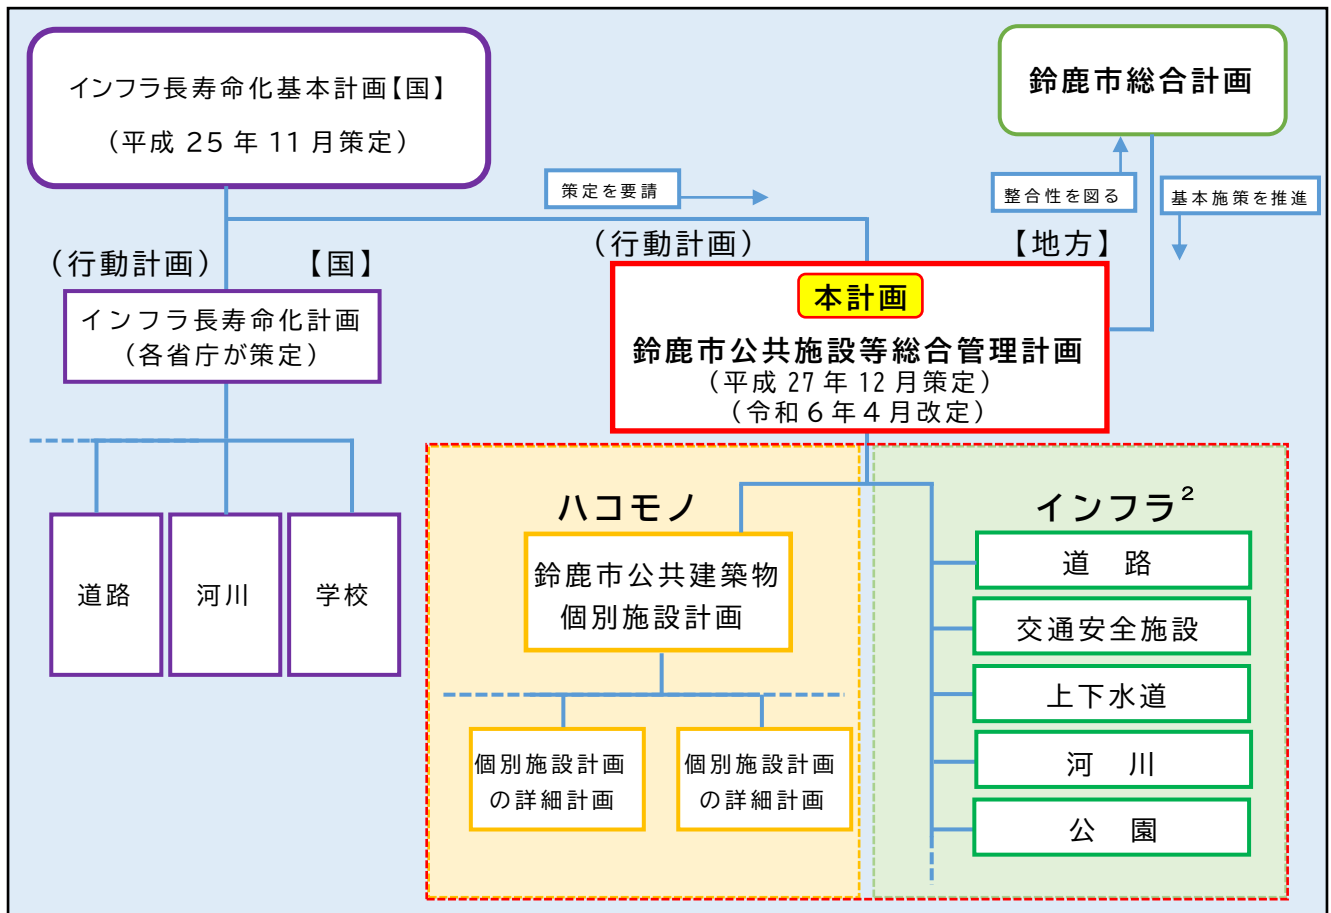 インフラ長寿命化基本計画【国】
（平成 25 年 11 月策定）
鈴鹿市総合計画
策定を要請
整合性を図る
基本施策を推進
（行動計画）
【国】
（行動計画）
【地方】
インフラ長寿命化計画
（各省庁が策定）
本計画
鈴鹿市公共施設等総合管理計画
（平成 27 年 12 月策定）
（令和６年４月改定）
道路
河川
学校
ハコモノ
鈴鹿市公共建築物
個別施設計画
個別施設計画
の詳細計画
個別施設計画
の詳細計画
インフラ²
道　路
交通安全施設
上下水道
河　川
公　園